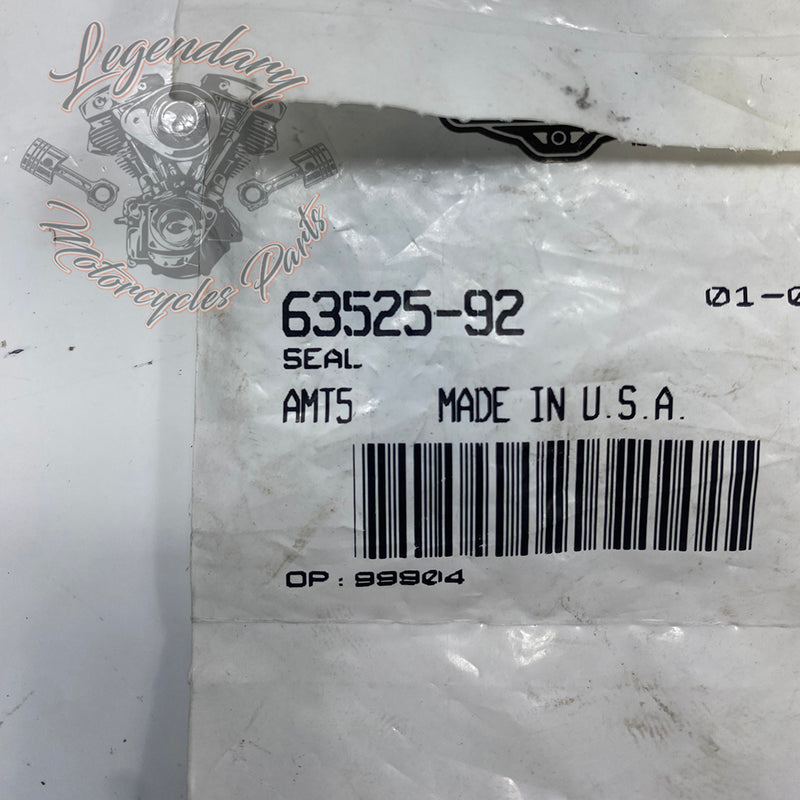 Legendary
Motorcycles Parts
63525-92
SEAL
01-0
AMT5 MADE IN U.S.A.
OP: 99904